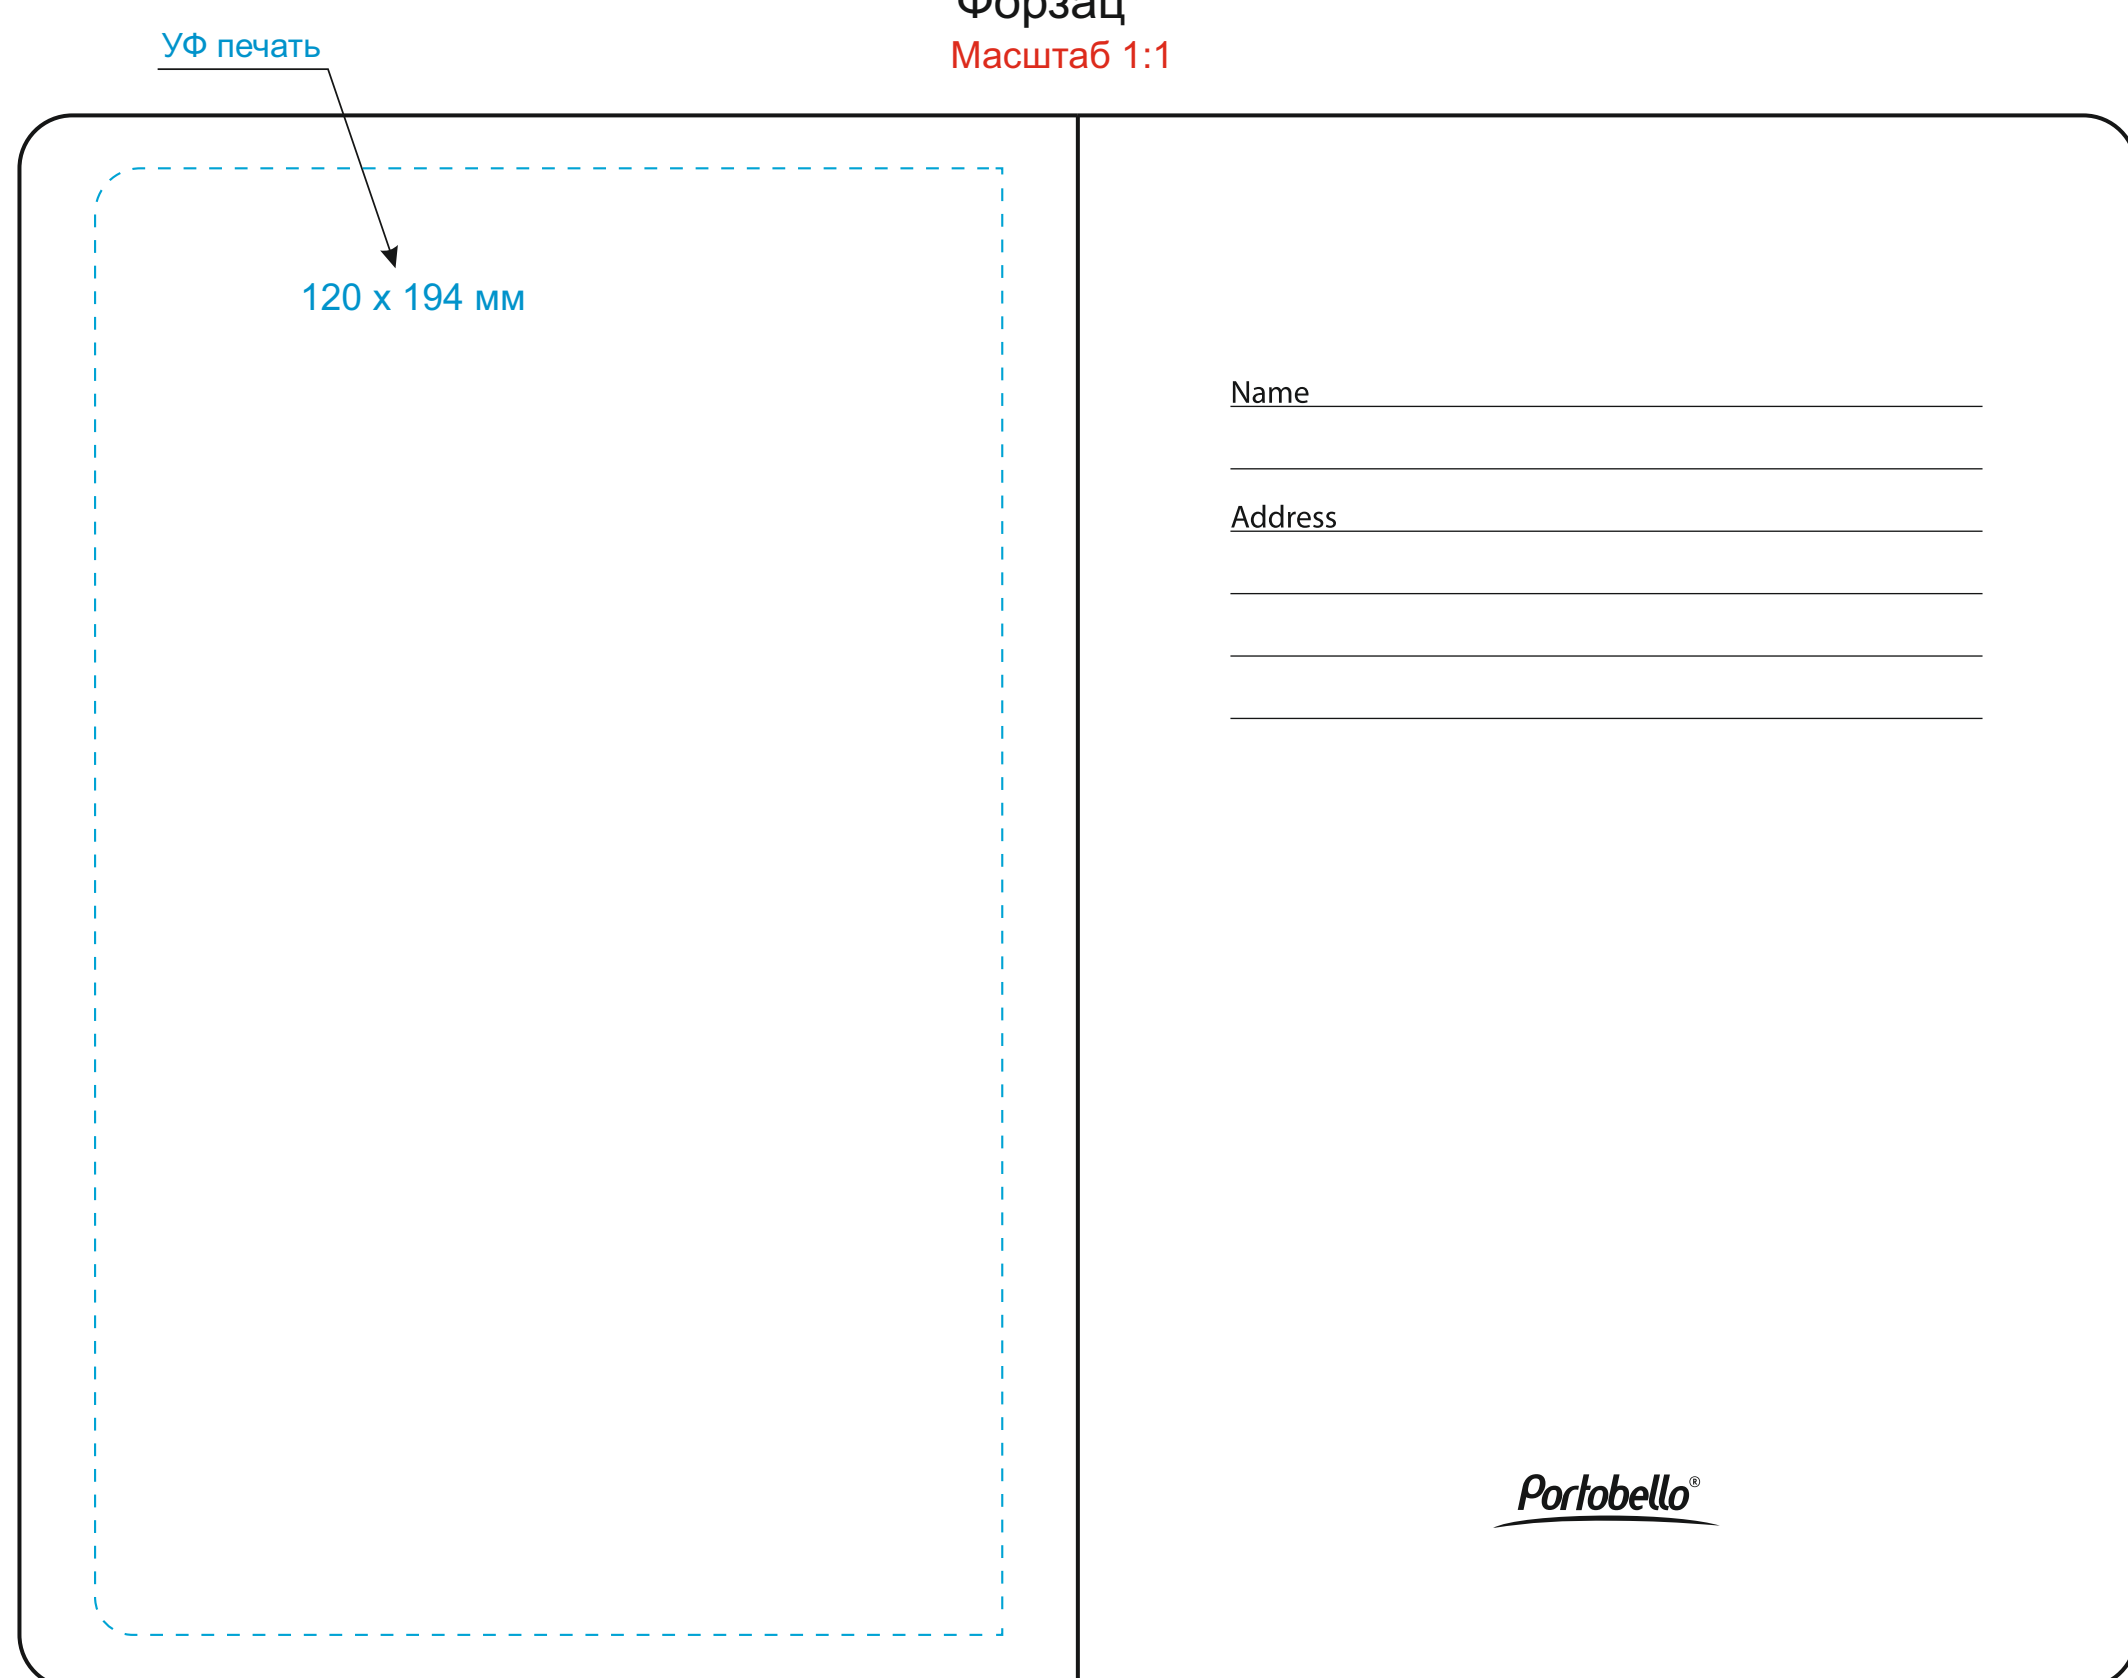 Форзац
Масштаб 1:1
УФ печать
120 х 194 мм
Name
Address
Portobello®